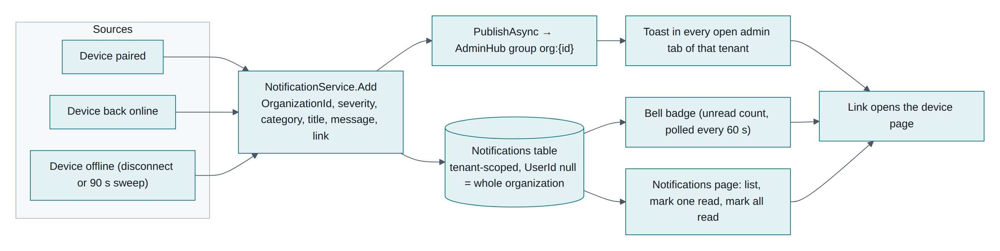 Sources
Device paired
Device back online
Device offline (disconnect
or 90 s sweep)
NotificationService.Add
OrganizationId, severity,
category, title, message,
link
PublishAsync →
AdminHub group org:{id}
Notifications table
tenant-scoped, UserId null
= whole organization
Toast in every open admin
tab of that tenant
Bell badge (unread count,
polled every 60 s)
Notifications page: list,
mark one read, mark all
read
Link opens the device
page